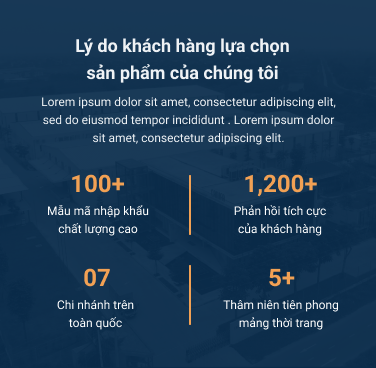 Lý do khách hàng lựa chọn
sản phẩm của chúng tôi
Lorem ipsum dolor sit amet, consectetur adipiscing elit,
sed do eiusmod tempor incididunt . Lorem ipsum dolor
sit amet, consectetur adipiscing elit.
100+
Mẫu mã nhập khẩu
chất lượng cao
1,200+
Phản hồi tích cực
của khách hàng
07
Chi nhánh trên
toàn quốc
5+
Thâm niên tiên phong
mảng thời trang